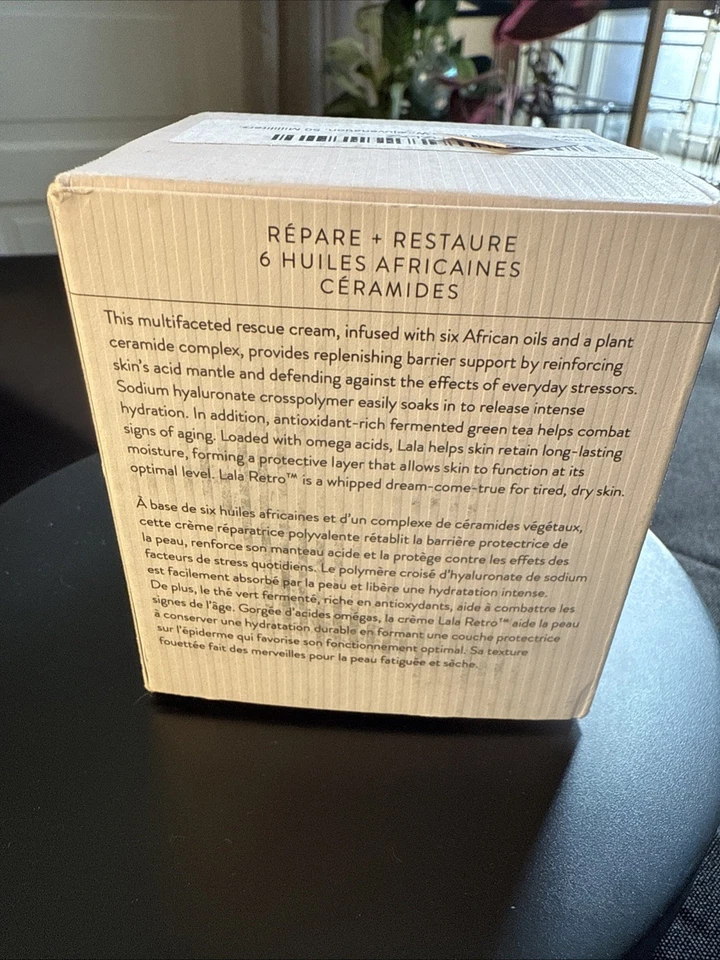 50 Millilitre
RÉPARE + RESTAURE
6 HUILES AFRICAINES
CÉRAMIDES
This multifaceted rescue cream, infused with six African oils and a plant
ceramide complex, provides replenishing barrier support by reinforcing
skin's acid mantle and defending against the effects of everyday stressors.
Sodium hyaluronate crosspolymer easily soaks in to release intense
hydration. In addition, antioxidant-rich fermented green tea helps combat
signs of aging. Loaded with omega acids, Lala helps skin retain long-lasting
moisture, forming a protective layer that allows skin to function at its
optimal level. Lala Retro™ is a whipped dream-come-true for tired, dry skin.
À base de six huiles africaines et d'un complexe de céramides végétaux,
cette crème réparatrice polyvalente rétablit la barrière protectrice de
la peau, renforce son manteau acide et la protège contre les effets des
facteurs de stress quotidiens. Le polymère croisé d'hyaluronate de sodium
est facilement absorbé par la peau et libère une hydratation intense.
De plus, le thé vert fermenté, riche en antioxydants, aide à combattre les
signes de l'âge. Gorgée d'acides omégas, la crème Lala Retro™ aide la peau
à conserver une hydratation durable en formant une couche protectrice
sur l'épiderme qui favorise son fonctionnement optimal. Sa texture
fouettée fait des merveilles pour la peau fatiguée et sèche.